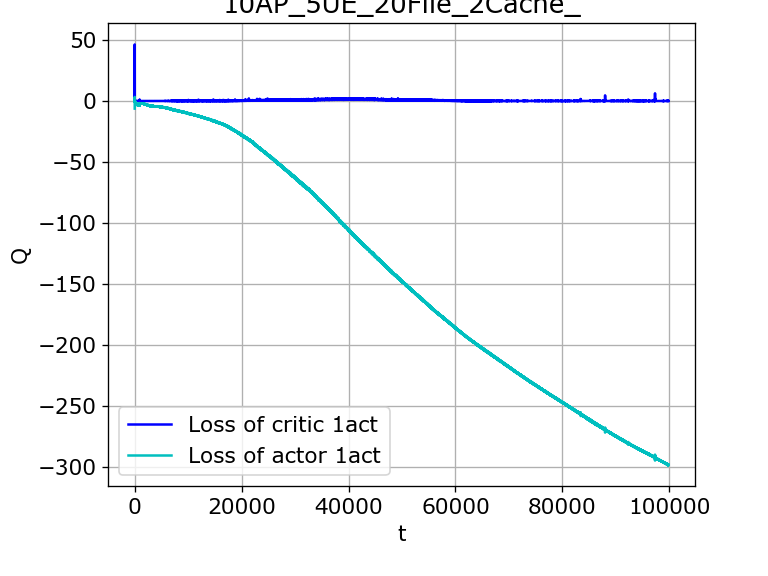 10AP_5UE_20File_2Cache_
50
0
−50
−100
−150
−200
−250
−300
Q
Loss of critic 1act
Loss of actor 1act
0 20000 40000 60000 80000 100000
t